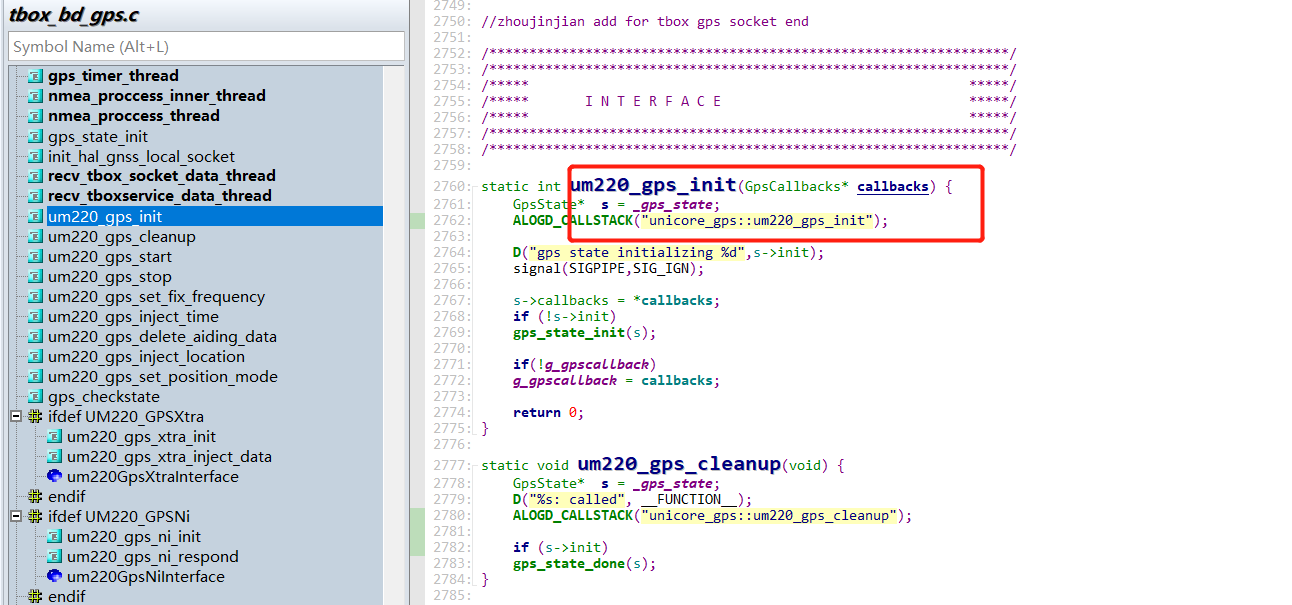 tbox_bd_gps.c
Symbol Name (Alt+L)
gps_timer_thread
nmea_proccess_inner_thread
nmea_proccess_thread
gps_state_init
init_hal_gnss_local_socket
recv_tbox_socket_data_thread
recv_tboxservice_data_thread
um220_gps_init
um220_gps_cleanup
um220_gps_start
um220_gps_stop
um220_gps_set_fix_frequency
um220_gps_inject_time
um220_gps_delete_aiding_data
um220_gps_inject_location
um220_gps_set_position_mode
gps_checkstate
ifdef UM220_GPSXtra
um220_gps_xtra_init
um220_gps_xtra_inject_data
um220GpsXtraInterface
endif
ifdef UM220_GPSNi
um220_gps_ni_init
um220_gps_ni_respond
um220GpsNiInterface
endif
2749:
2750: //zhoujinjian add for tbox gps socket end
2751:
2752: /*****************************************************************/
2753: /*****************************************************************/
2754: /***** *****/
2755: /***** I N T E R F A C E *****/
2756: /***** *****/
2757: /*****************************************************************/
2758: /*****************************************************************/
2759:
2760: static int um220_gps_init(GpsCallbacks* callbacks) {
2761: GpsState* s = _gps_state;
2762: ALOGD_CALLSTACK("unicore_gps::um220_gps_init");
2763:
2764: D("gps state initializing %d",s->init);
2765: signal(SIGPIPE,SIG_IGN);
2766:
2767: s->callbacks = *callbacks;
2768: if (!s->init)
2769: gps_state_init(s);
2770:
2771: if(!g_gpscallback)
2772: g_gpscallback = callbacks;
2773:
2774: return 0;
2775: }
2776:
2777: static void um220_gps_cleanup(void) {
2778: GpsState* s = _gps_state;
2779: D("%s: called", __FUNCTION__);
2780: ALOGD_CALLSTACK("unicore_gps::um220_gps_cleanup");
2781:
2782: if (s->init)
2783: gps_state_done(s);
2784: }
2785: